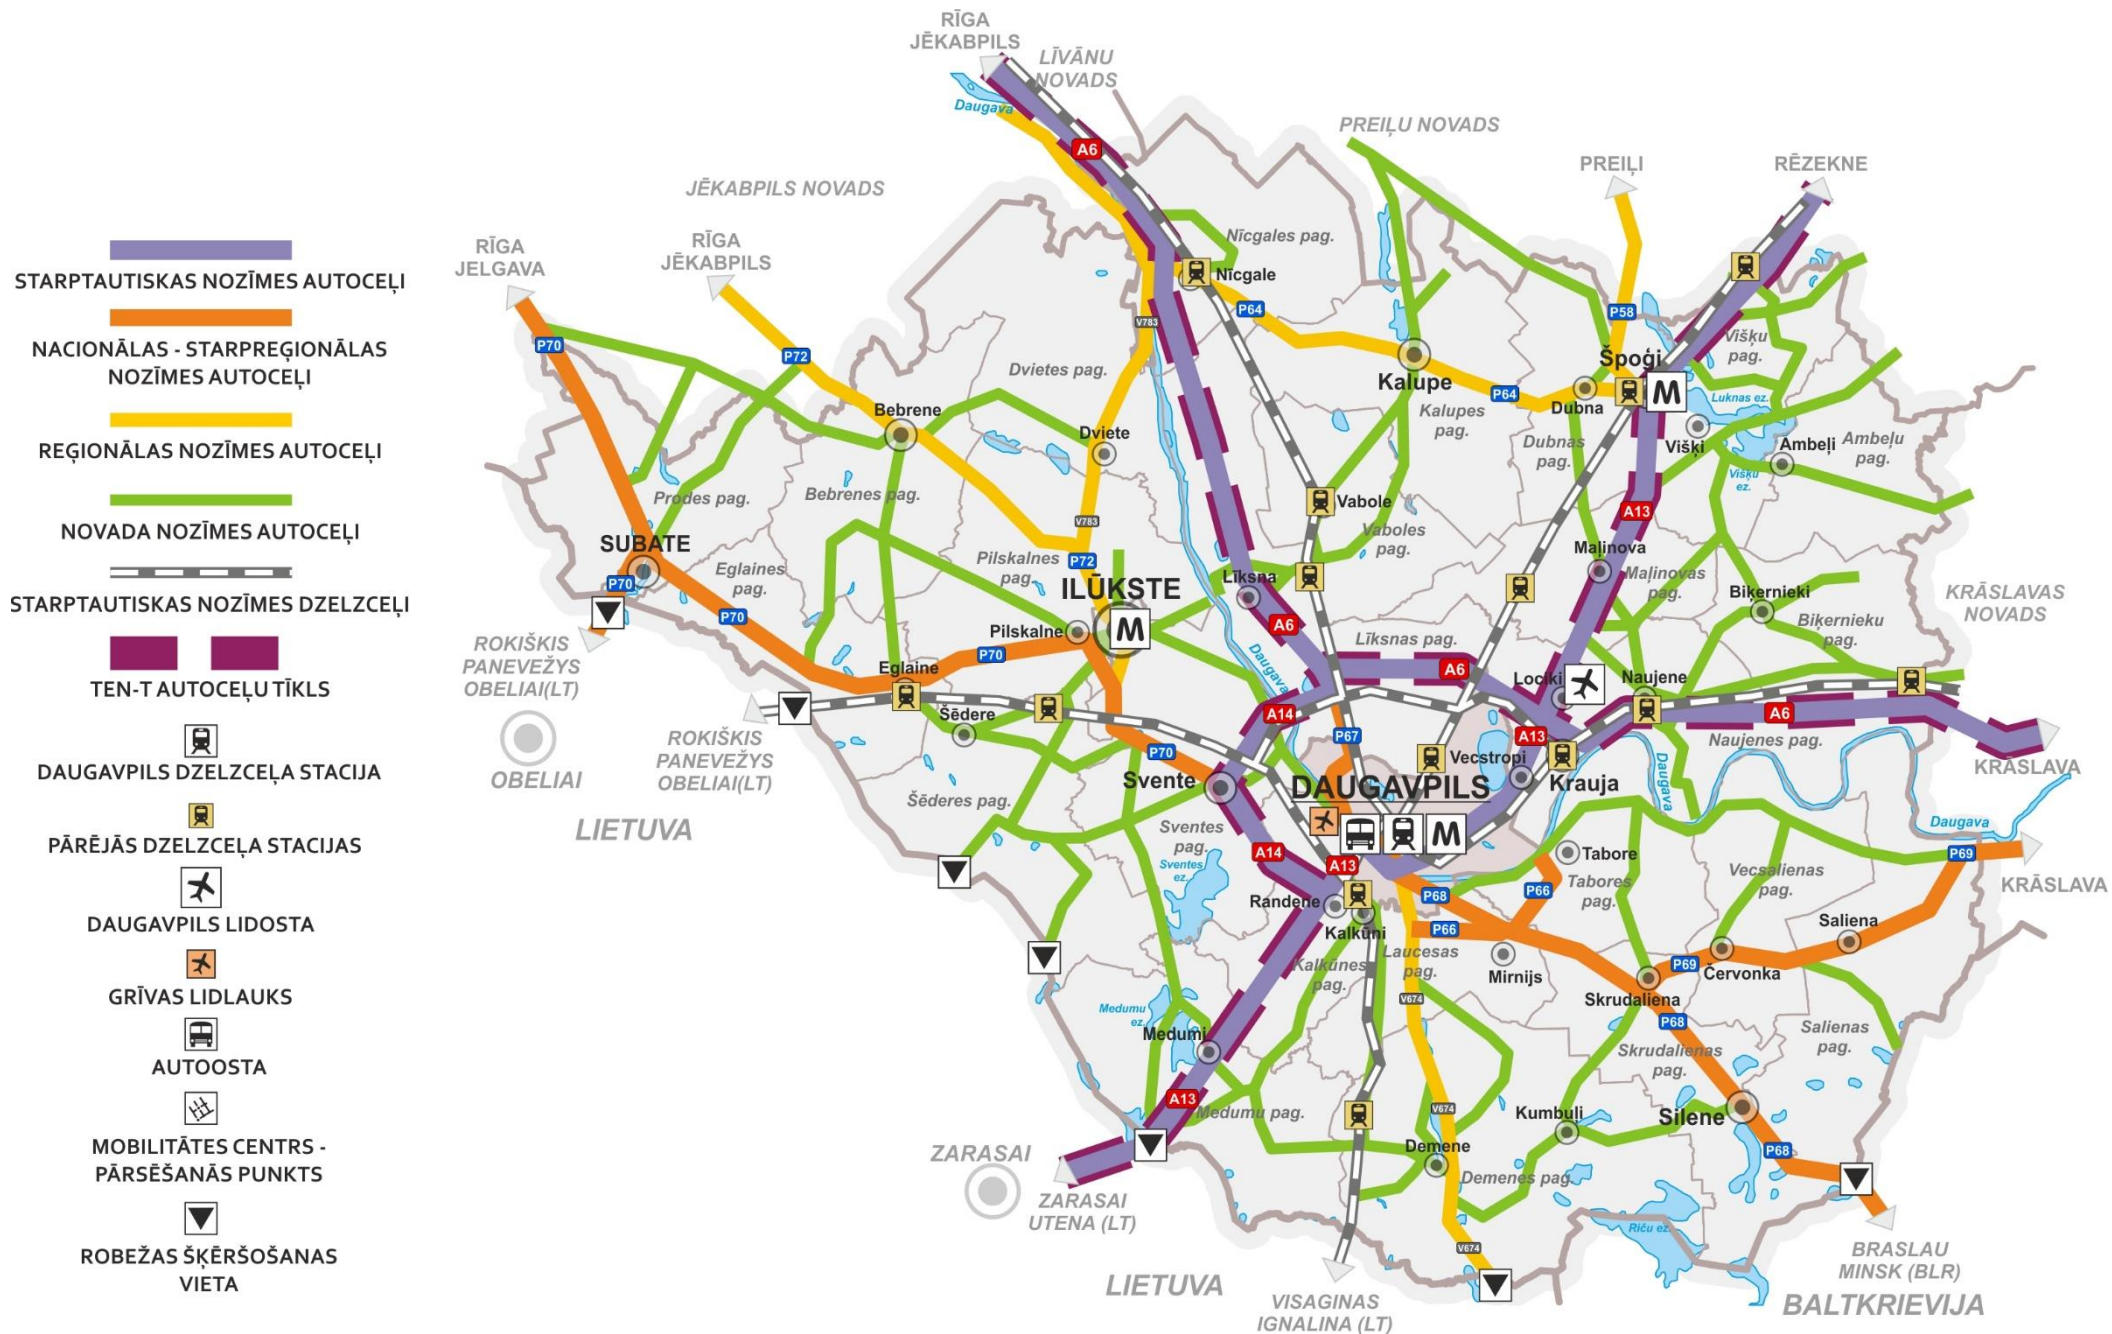 STARPTAUTISKAS NOZĪMES AUTOCEĻI
NACIONĀLAS - STARPREĢIONĀLAS
NOZĪMES AUTOCEĻI
REĢIONĀLAS NOZĪMES AUTOCEĻI
NOVADA NOZĪMES AUTOCEĻI
STARPTAUTISKAS NOZĪMES DZELZCEĻI
TEN-T AUTOCEĻU TĪKLS
DAUGAVPILS DZELZCEĻA STACIJA
PĀRĒJĀS DZELZCEĻA STACIJAS
DAUGAVPILS LIDOSTA
GRĪVAS LIDLAUKS
AUTOOSTA
MOBILITĀTES CENTRS -
PĀRSĒŠANĀS PUNKTS
ROBEŽAS ŠĶĒRŠOŠANAS
VIETA
RĪGA
JĒKABPILS
LĪVĀNU
NOVADS
Daugava
A6
PREIĻU NOVADS
PREIĻI
RĒZEKNE
JĒKABPILS NOVADS
RĪGA
JELGAVA
RĪGA
JĒKABPILS
Nīcgales pag.
Nīcgale
P64
P58
V783
P70
P72
Dvietes pag.
Višķu
pag.
Špoģi
M
Kalupe
P64
Dubna
Kalupes
pag.
Luknas ez.
Bebrene
Dviete
Dubnas
pag.
Višķi
Ambeļi
Ambeļu
pag.
Višķu
ez.
Prodes pag.
Bebrenes pag.
Vabole
Vaboles
pag.
A13
V783
SUBATE
P70
Eglaines
pag.
Pilskalnes
pag.
P72
ILŪKSTE
M
Līksna
Maļinova
Maļinovas
pag.
Biķernieki
Biķernieku
pag.
KRĀSLAVAS
NOVADS
P70
Pilskalne
A6
Līksnas pag.
ROKIŠKIS
PANEVĖŽYS
OBELIAI(LT)
P70
Eglaine
Daugava
A6
Lociki
Naujene
OBELIAI
Šēdere
A14
P67
A13
A6
Naujenes pag.
ROKIŠKIS
PANEVĖŽYS
OBELIAI(LT)
P70
Svente
Vecstropi
Krauja
Daugava
KRĀSLAVA
DAUGAVPILS
M
LIETUVA
Šēderes pag.
Sventes
pag.
Sventes
ez.
A14
A13
Tabore
Tabores
pag.
Vecsalienas
pag.
Daugava
P69
KRĀSLAVA
Randene
Kalkūni
P68
P66
P66
Saliena
Kalkūnes
pag.
Laucesas
pag.
Mirnijs
P69
Červonka
Skrudaliena
V674
Medumu
ez.
Medumi
P68
Skrudalienas
pag.
Salienas
pag.
A13
Medumu pag.
V674
Kumbuļi
Silene
Demene
Demenes pag.
P68
ZARASAI
ZARASAI
UTENA (LT)
Riču ez.
V674
LIETUVA
VISAGINAS
IGNALINA (LT)
BRASLAU
MINSK (BLR)
BALTKRIEVIJA